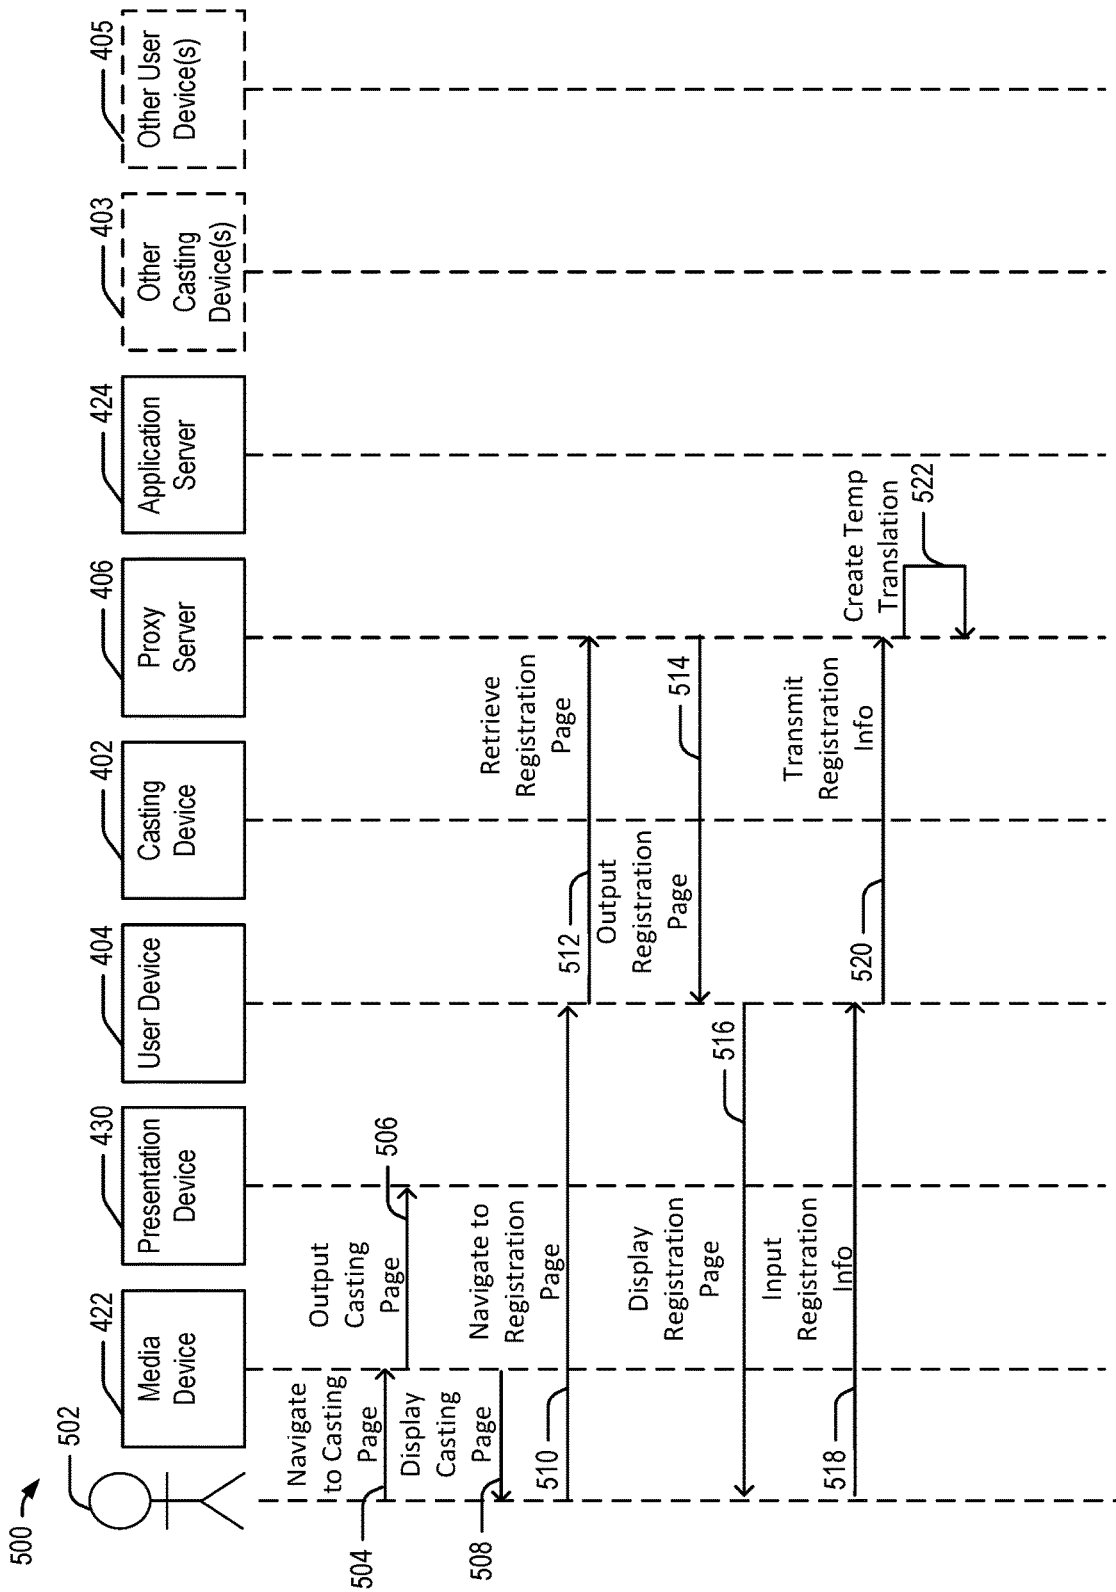 500
502
422
430
404
402
406
424
403
405
Media
Device
Presentation
Device
User Device
Casting
Device
Proxy
Server
Application
Server
Other
Casting
Device(s)
Other User
Device(s)
Navigate
to Casting
Page
504
Output
Casting
Page
506
Display
Casting
Page
508
Navigate to
Registration
Page
510
Retrieve
Registration
Page
512
Output
Registration
Page
514
Display
Registration
Page
516
Input
Registration
Info
518
Transmit
Registration
Info
520
Create Temp
Translation
522